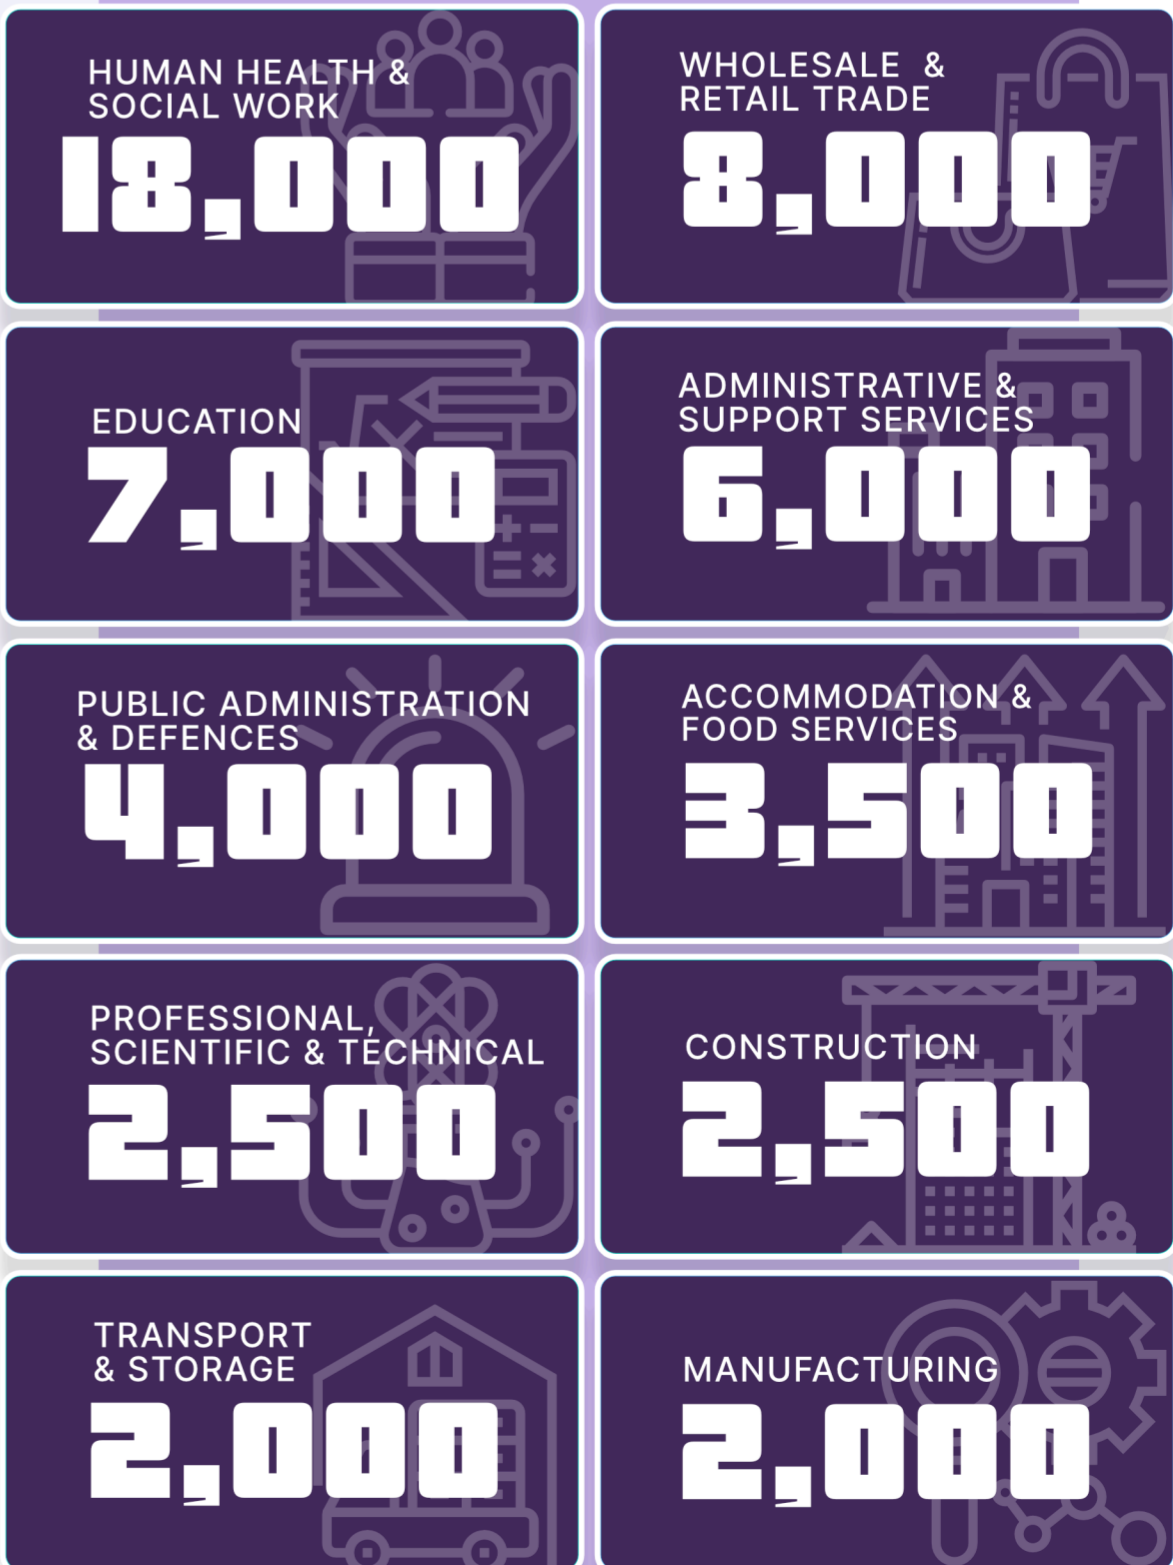 HUMAN HEALTH &
SOCIAL WORK
18,000
WHOLESALE &
RETAIL TRADE
8,000
EDUCATION
7,000
ADMINISTRATIVE &
SUPPORT SERVICES
6,000
PUBLIC ADMINISTRATION
& DEFENCES
4,000
ACCOMMODATION &
FOOD SERVICES
3,500
PROFESSIONAL,
SCIENTIFIC & TECHNICAL
2,500
CONSTRUCTION
2,500
TRANSPORT
& STORAGE
2,000
MANUFACTURING
2,000